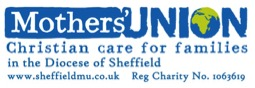 Mothers' UNION
Christian care for families
in the Diocese of Sheffield
www.sheffieldmu.co.uk Reg Charity No. 1063619